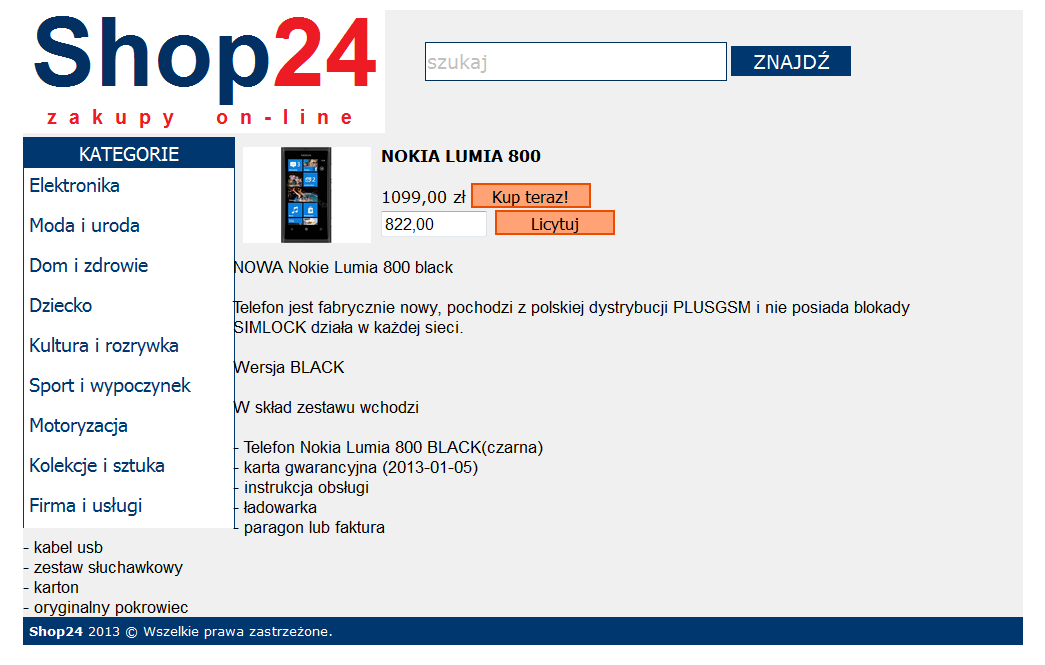 Shop24
zakupy on-line
szukaj
ZNAJDŹ
KATEGORIE
Elektronika
Moda i uroda
Dom i zdrowie
Dziecko
Kultura i rozrywka
Sport i wypoczynek
Motoryzacja
Kolekcje i sztuka
Firma i usługi
NOKIA LUMIA 800
1099,00 zł Kup teraz!
822,00 Licytuj
NOWA Nokie Lumia 800 black
Telefon jest fabrycznie nowy, pochodzi z polskiej dystrybucji PLUSGSM i nie posiada blokady
SIMLOCK działa w każdej sieci.
Wersja BLACK
W skład zestawu wchodzi
- Telefon Nokia Lumia 800 BLACK(czarna)
- karta gwarancyjna (2013-01-05)
- instrukcja obsługi
- ładowarka
- paragon lub faktura
- kabel usb
- zestaw słuchawkowy
- karton
- oryginalny pokrowiec
Shop24 2013 © Wszelkie prawa zastrzeżone.